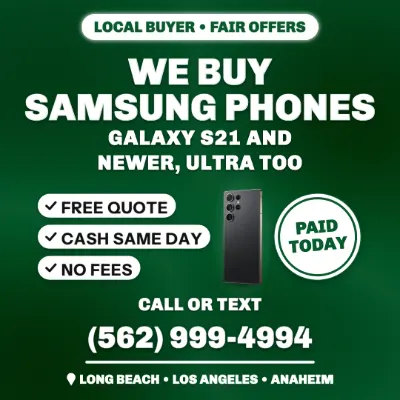 LOCAL BUYER • FAIR OFFERS
WE BUY
SAMSUNG PHONES
GALAXY S21 AND
NEWER, ULTRA TOO
✓ FREE QUOTE
✓ CASH SAME DAY
✓ NO FEES
PAID
TODAY
CALL OR TEXT
(562) 999-4994
LONG BEACH • LOS ANGELES • ANAHEIM